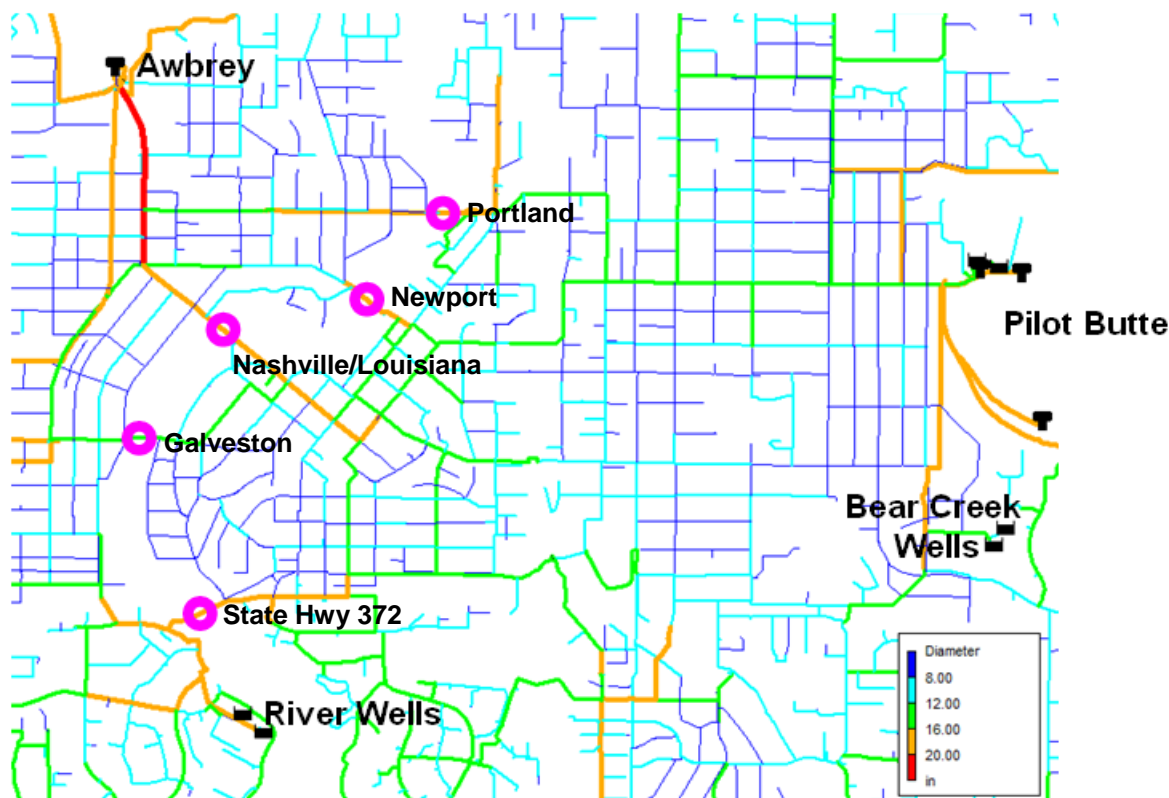 Awbrey
Portland
Newport
Pilot Butte
Nashville/Louisiana
Galveston
Bear Creek
Wells
State Hwy 372
River Wells
Diameter
8.00
12.00
16.00
20.00
in